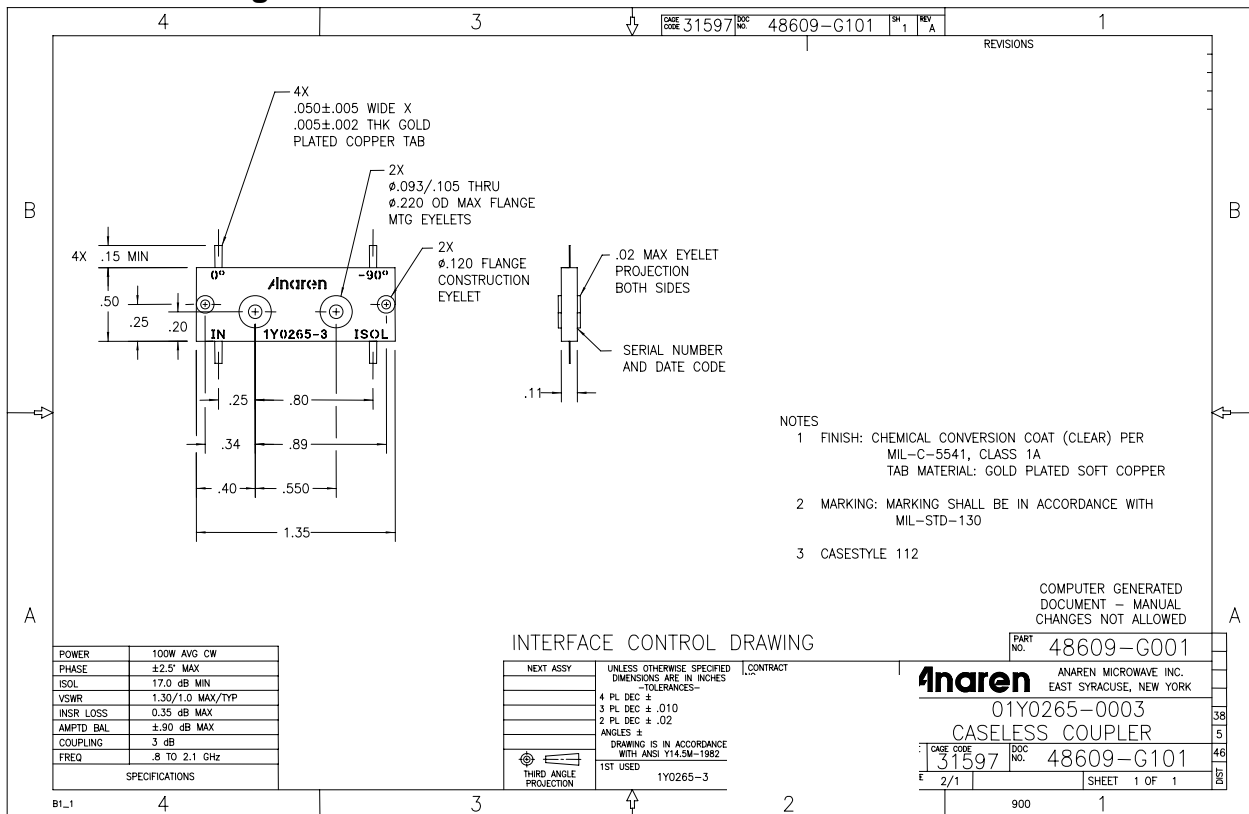 4
3
CAGE CODE 31597 DOC NO. 48609-G101 SH 1 REV A
1
REVISIONS
4X
.050±.005 WIDE X
.005±.002 THK GOLD
PLATED COPPER TAB
2X
ø.093/.105 THRU
ø.220 OD MAX FLANGE
MTG EYELETS
B
B
2X
ø.120 FLANGE
CONSTRUCTION
EYELET
4X .15 MIN
.02 MAX EYELET
PROJECTION
BOTH SIDES
0°
-90°
Anaren
.50
.25
.20
IN 1Y0265-3 ISOL
SERIAL NUMBER
AND DATE CODE
.11
.25 .80
.34 .89
.40 .550
1.35
NOTES
1 FINISH: CHEMICAL CONVERSION COAT (CLEAR) PER
MIL-C-5541, CLASS 1A
TAB MATERIAL: GOLD PLATED SOFT COPPER
2 MARKING: MARKING SHALL BE IN ACCORDANCE WITH
MIL-STD-130
3 CASESTYLE 112
COMPUTER GENERATED
DOCUMENT - MANUAL
CHANGES NOT ALLOWED
A
A
INTERFACE CONTROL DRAWING
PART NO. 48609-G001
POWER 100W AVG CW
PHASE ±2.5° MAX
ISOL 17.0 dB MIN
VSWR 1.30/1.0 MAX/TYP
INSR LOSS 0.35 dB MAX
AMPTD BAL ±.90 dB MAX
COUPLING 3 dB
FREQ .8 TO 2.1 GHz
SPECIFICATIONS
NEXT ASSY
UNLESS OTHERWISE SPECIFIED
DIMENSIONS ARE IN INCHES
-TOLERANCES-
4 PL DEC ±
3 PL DEC ± .010
2 PL DEC ± .02
ANGLES ±
DRAWING IS IN ACCORDANCE
WITH ANSI Y14.5M-1982
THIRD ANGLE
PROJECTION
1ST USED
1Y0265-3
CONTRACT
Anaren
ANAREN MICROWAVE INC.
EAST SYRACUSE, NEW YORK
01Y0265-0003
CASELESS COUPLER
CAGE CODE 31597 DOC NO. 48609-G101
2/1 SHEET 1 OF 1
38
5
46
DIST
B1_1
4
3
2
900
1